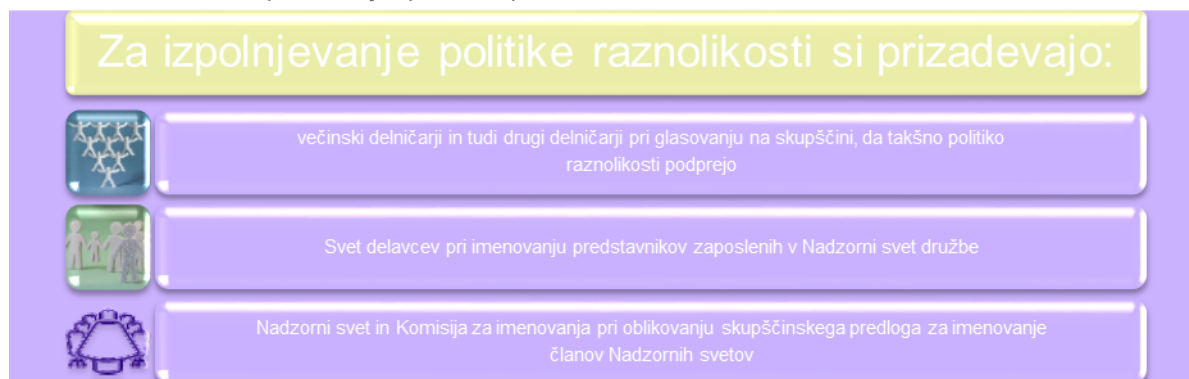 Za izpolnjevanje politike raznolikosti si prizadevajo:
večinski delničarji in tudi drugi delničarji pri glasovanju na skupščini, da takšno politiko
raznolikosti podprejo
Svet delavcev pri imenovanju predstavnikov zaposlenih v Nadzorni svet družbe
Nadzorni svet in Komisija za imenovanja pri oblikovanju skupščinskega predloga za imenovanje
članov Nadzornih svetov